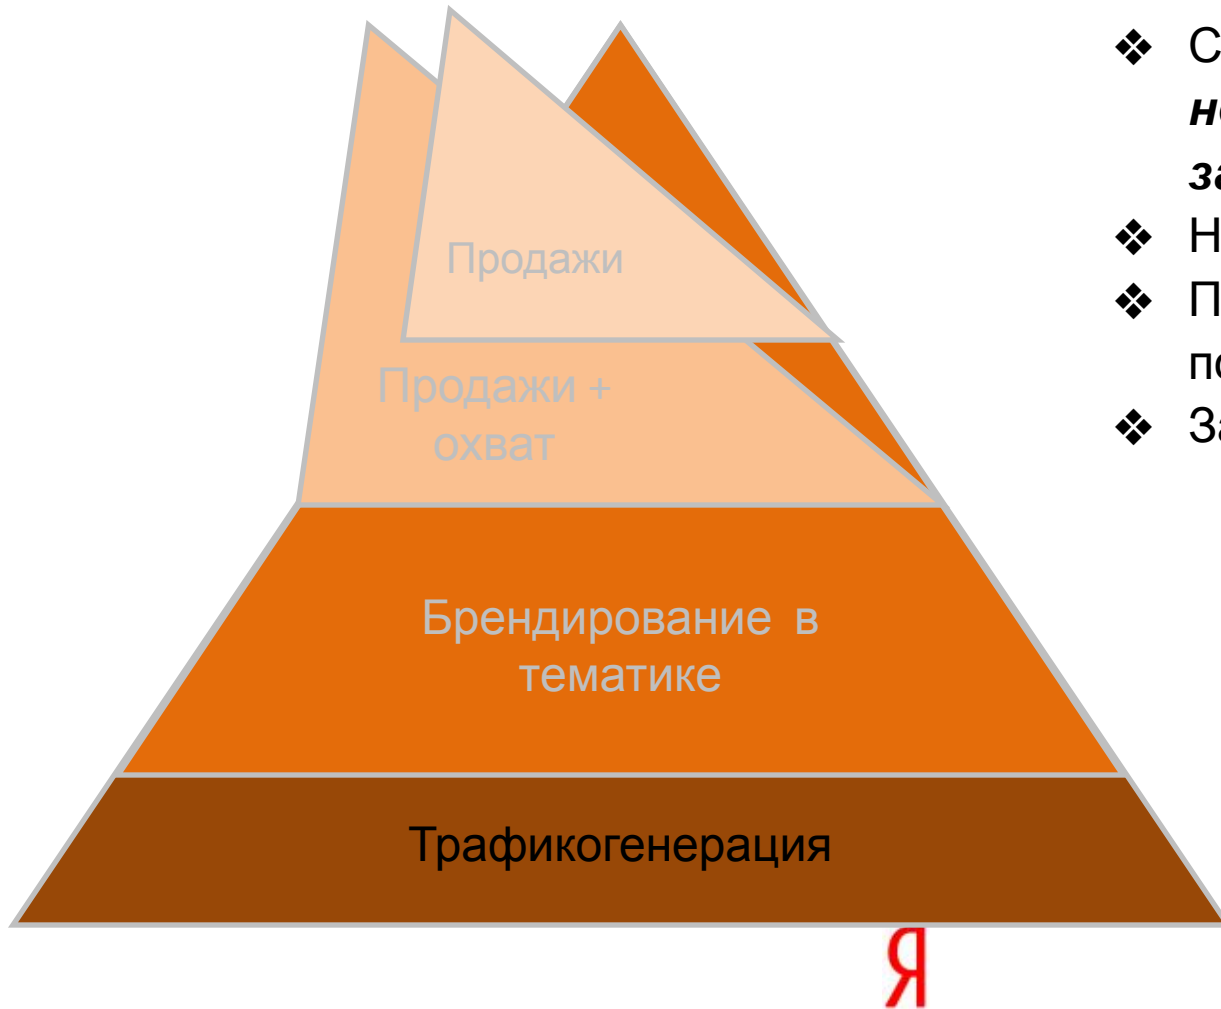 Продажи
Продажи +
охват
Брендирование в
тематике
Трафикогенерация
Я